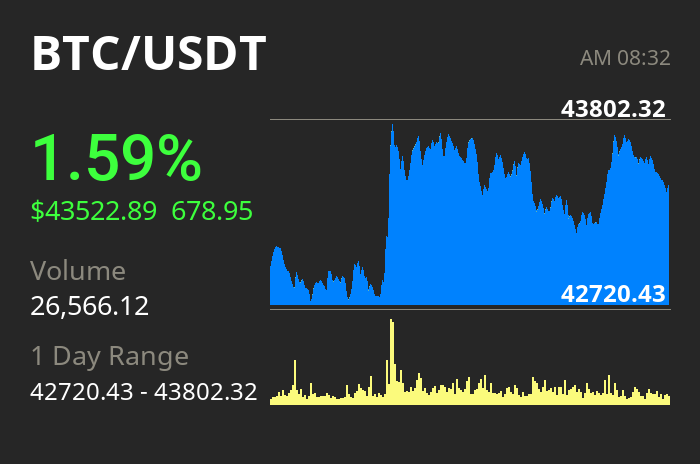 BTC/USDT
AM 08:32
43802.32
1.59%
$43522.89 678.95
Volume
26,566.12
42720.43
1 Day Range
42720.43 - 43802.32